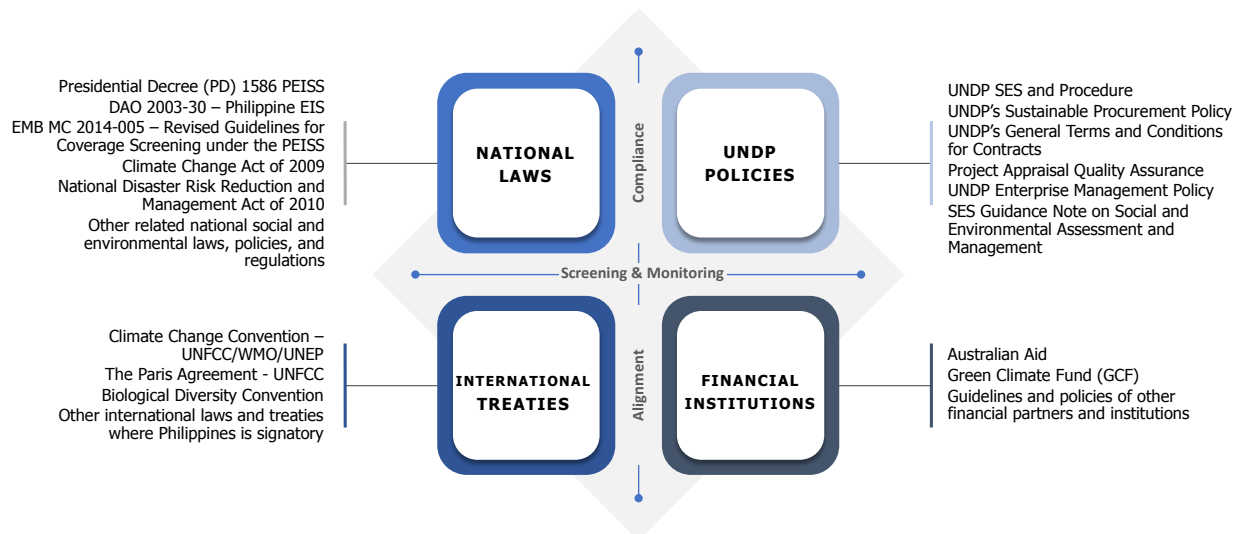 Presidential Decree (PD) 1586 PEISS
DAO 2003-30 – Philippine EIS
EMB MC 2014-005 – Revised Guidelines for
Coverage Screening under the PEISS
Climate Change Act of 2009
National Disaster Risk Reduction and
Management Act of 2010
Other related national social and
environmental laws, policies, and
regulations
NATIONAL
LAWS
Compliance
UNDP
POLICIES
UNDP SES and Procedure
UNDP's Sustainable Procurement Policy
UNDP's General Terms and Conditions
for Contracts
Project Appraisal Quality Assurance
UNDP Enterprise Management Policy
SES Guidance Note on Social and
Environmental Assessment and
Management
Screening & Monitoring
Climate Change Convention –
UNFCC/WMO/UNEP
The Paris Agreement - UNFCC
Biological Diversity Convention
Other international laws and treaties
where Philippines is signatory
INTERNATIONAL
TREATIES
Alignment
FINANCIAL
INSTITUTIONS
Australian Aid
Green Climate Fund (GCF)
Guidelines and policies of other
financial partners and institutions